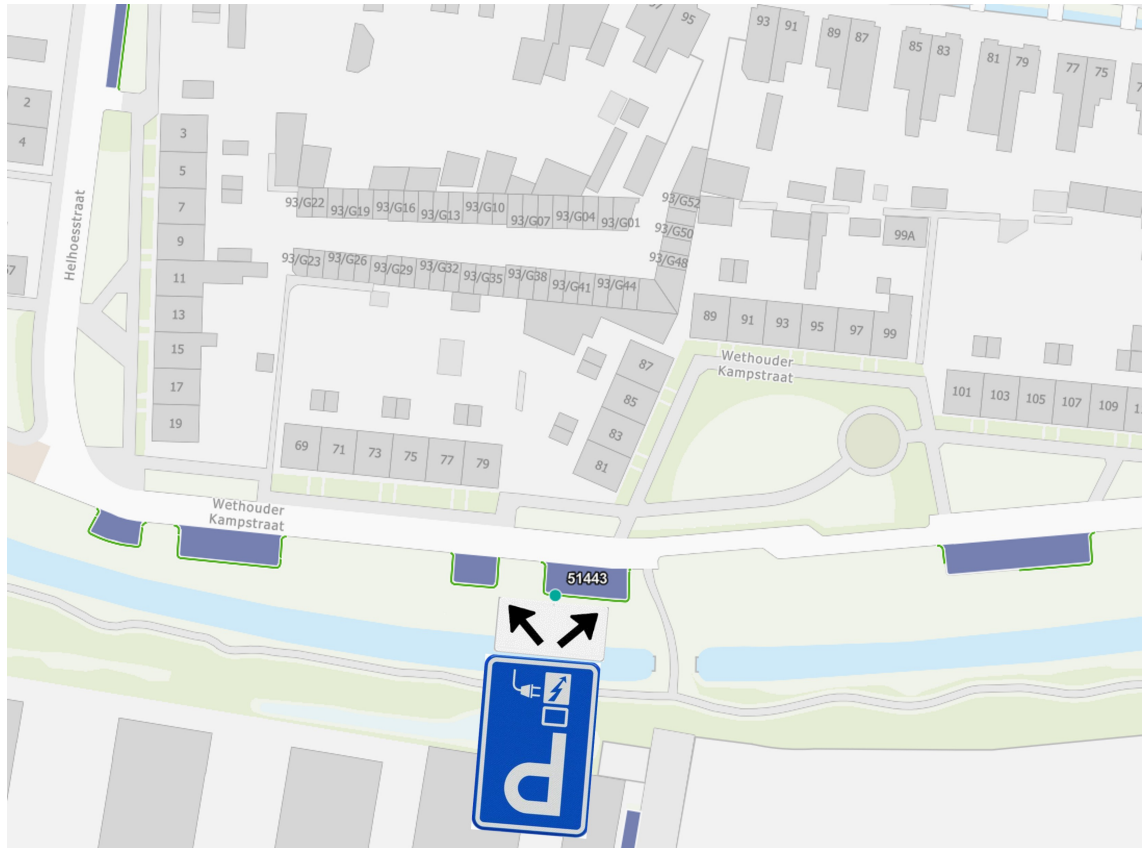 95
93
91
89
87
85
83
81
79
77
75
2
4
3
5
7
9
11
13
15
17
19
Helhoesstraat
93/G22
93/G19
93/G16
93/G13
93/G10
93/G07
93/G04
93/G01
93/G52
93/G50
93/G48
93/G23
93/G26
93/G29
93/G32
93/G35
93/G38
93/G41
93/G44
99A
89
91
93
95
97
99
Wethouder
Kampstraat
87
85
83
81
101
103
105
107
109
69
71
73
75
77
79
Wethouder
Kampstraat
51443
P